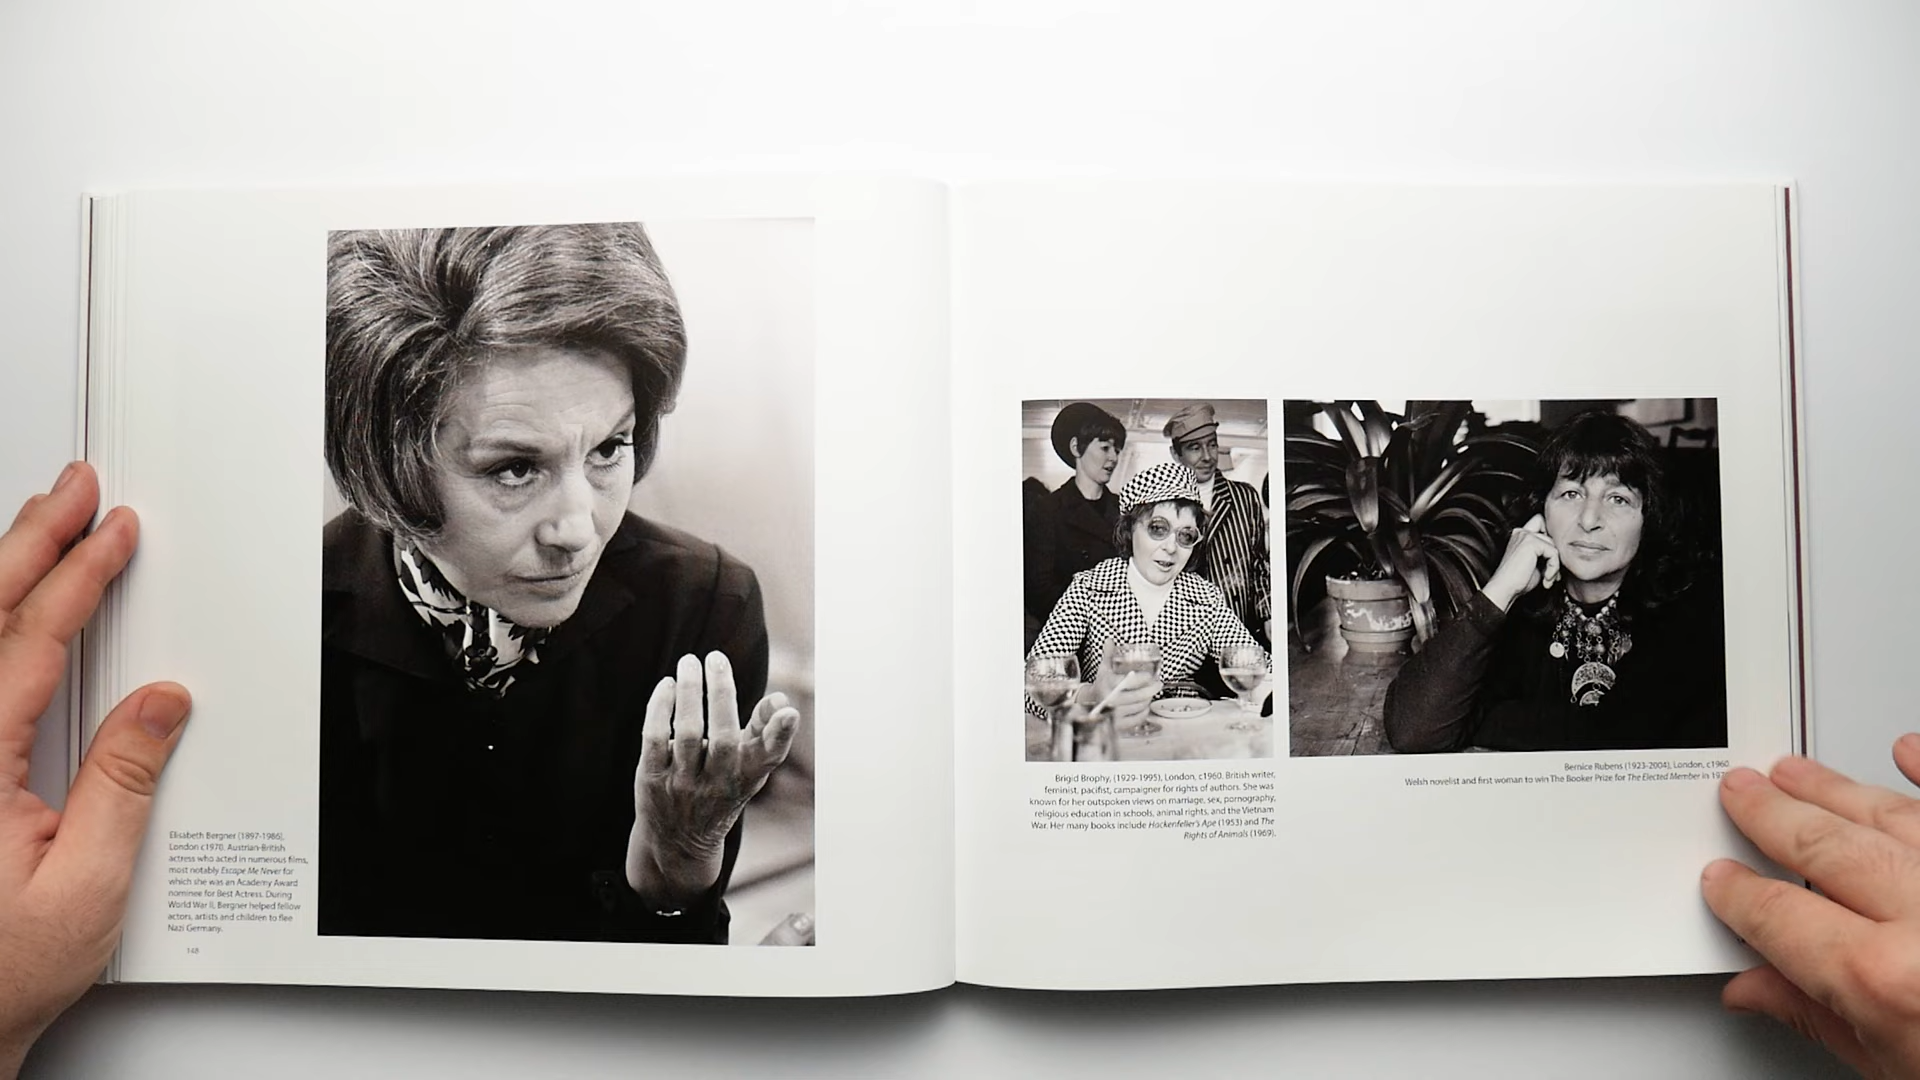 Elisabeth Bergner (1897-1986),
London c1970. Austrian-British
actress who acted in numerous films,
most notably Escape Me Never for
which she was an Academy Award
nominee for Best Actress. During
World War II, Bergner helped fellow
actors, artists and children to flee
Nazi Germany.
148
Brigid Brophy, (1929-1995), London, c1960. British writer,
feminist, pacifist, campaigner for rights of authors. She was
known for her outspoken views on marriage, sex, pornography,
religious education in schools, animal rights, and the Vietnam
War. Her many books include Hackenfeller's Ape (1953) and The
Rights of Animals (1969).
Bernice Rubens (1923-2004), London, c1960.
Welsh novelist and first woman to win The Booker Prize for The Elected Member in